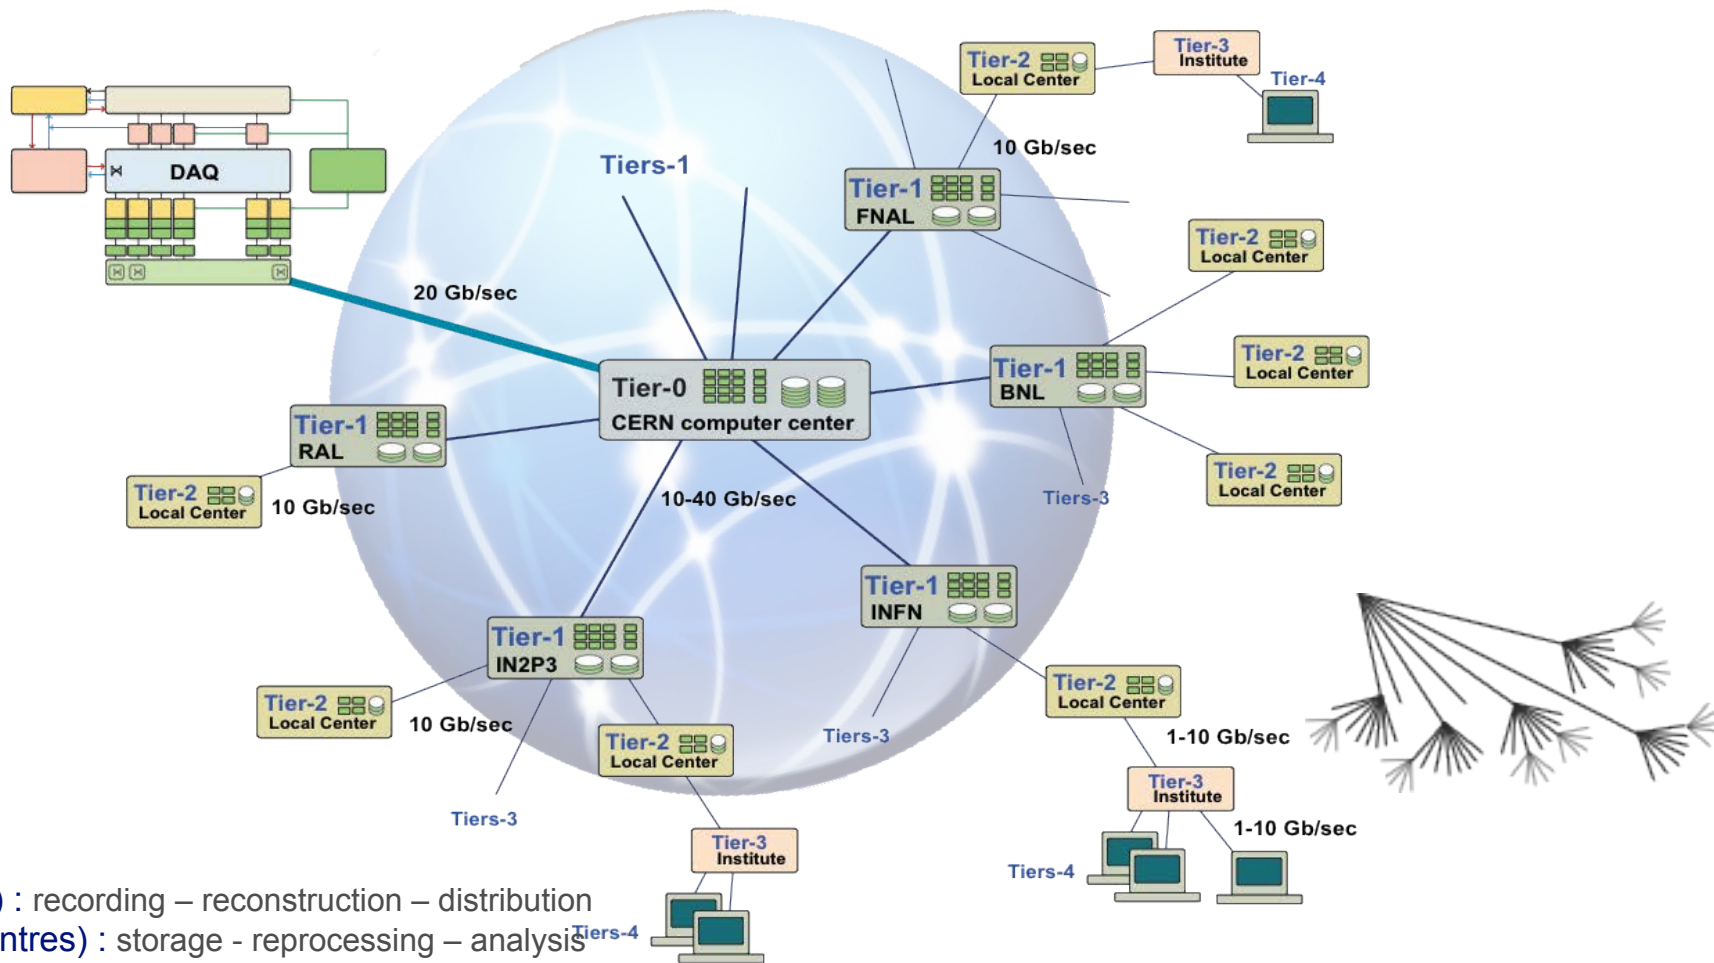 Tier-2
Local Center
Tier-3
Institute
Tier-4
10 Gb/sec
DAQ
Tiers-1
Tier-1
FNAL
Tier-2
Local Center
20 Gb/sec
Tier-1
BNL
Tier-2
Local Center
Tier-0
CERN computer center
Tier-1
RAL
Tier-2
Local Center
Tier-2
Local Center
10 Gb/sec
10-40 Gb/sec
Tiers-3
Tier-1
INFN
Tier-1
IN2P3
Tier-2
Local Center
10 Gb/sec
Tier-2
Local Center
Tiers-3
Tier-2
Local Center
1-10 Gb/sec
Tier-3
Institute
1-10 Gb/sec
Tiers-3
Tier-3
Institute
Tiers-4
) : recording – reconstruction – distribution
ntres) : storage - reprocessing – analysis
Tiers-4